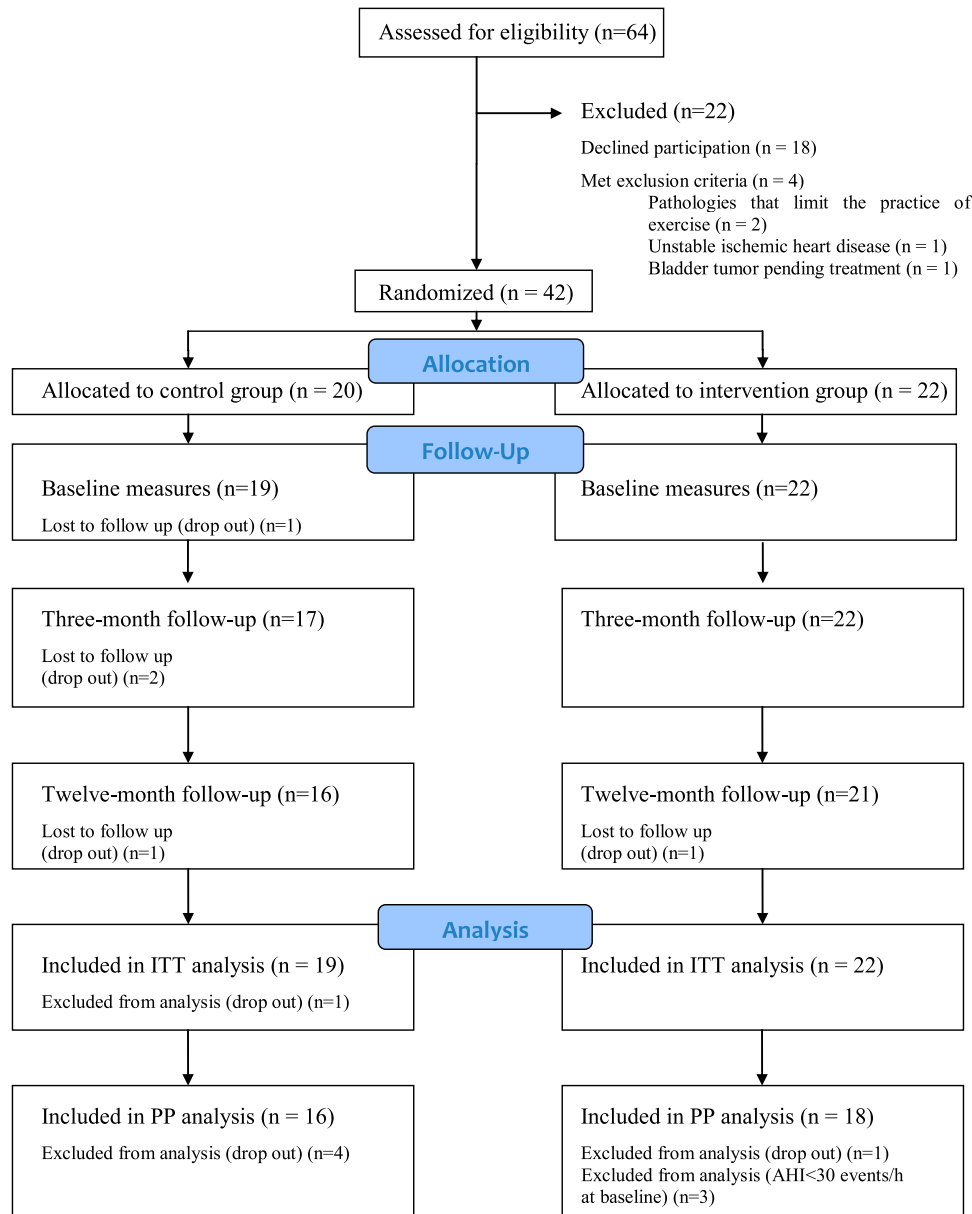 Assessed for eligibility (n=64)
Excluded (n=22)
Declined participation (n = 18)
Met exclusion criteria (n = 4)
Pathologies that limit the practice of
exercise (n = 2)
Unstable ischemic heart disease (n = 1)
Bladder tumor pending treatment (n = 1)
Randomized (n = 42)
Allocation
Allocated to control group (n = 20)
Allocated to intervention group (n = 22)
Follow-Up
Baseline measures (n=19)
Lost to follow up (drop out) (n=1)
Baseline measures (n=22)
Three-month follow-up (n=17)
Lost to follow up
(drop out) (n=2)
Three-month follow-up (n=22)
Twelve-month follow-up (n=16)
Lost to follow up
(drop out) (n=1)
Twelve-month follow-up (n=21)
Lost to follow up
(drop out) (n=1)
Analysis
Included in ITT analysis (n = 19)
Excluded from analysis (drop out) (n=1)
Included in ITT analysis (n = 22)
Included in PP analysis (n = 16)
Excluded from analysis (drop out) (n=4)
Included in PP analysis (n = 18)
Excluded from analysis (drop out) (n=1)
Excluded from analysis (AHI<30 events/h
at baseline) (n=3)